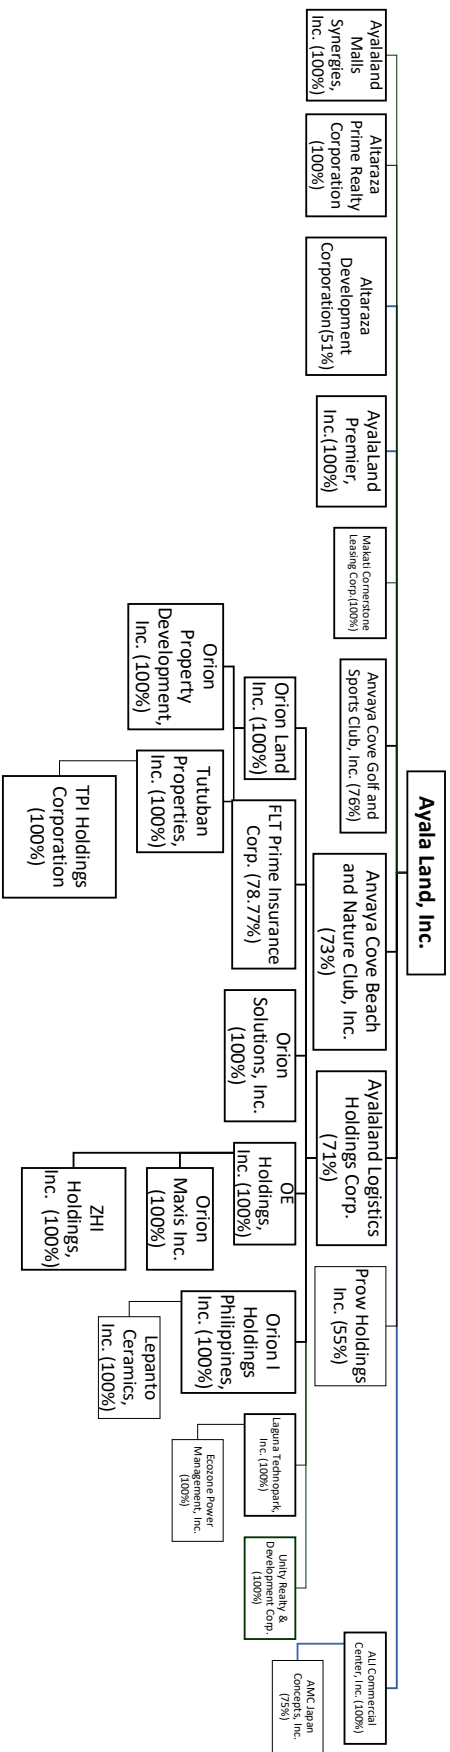 Ayala Land, Inc.
Ayalaland
Malls
Synergies,
Inc. (100%)
Altaraza
Prime Realty
Corporation
(100%)
Altaraza
Development
Corporation(51%)
AyalaLand
Premier,
Inc.(100%)
Makati Cornerstone
Leasing Corp.(100%)
Anvaya Cove Golf and
Sports Club, Inc. (76%)
Anvaya Cove Beach
and Nature Club, Inc.
(73%)
Ayalaland Logistics
Holdings Corp.
(71%)
Prow Holdings
Inc. (55%)
ALI Commercial
Center, Inc. (100%)
AMC Japan
Concepts, Inc.
(75%)
Orion Land
Inc. (100%)
FLT Prime Insurance
Corp. (78.77%)
Orion
Solutions, Inc.
(100%)
OE
Holdings,
Inc. (100%)
Orion I
Holdings
Philippines,
Inc. (100%)
Laguna Technopark,
Inc. (100%)
Unity Realty &
Development Corp.
(100%)
Orion
Property
Development,
Inc. (100%)
Tutuban
Properties,
Inc. (100%)
TPI Holdings
Corporation
(100%)
Orion
Maxis Inc.
(100%)
ZHI
Holdings,
Inc. (100%)
Lepanto
Ceramics,
Inc. (100%)
Ecozone Power
Management, Inc.
(100%)